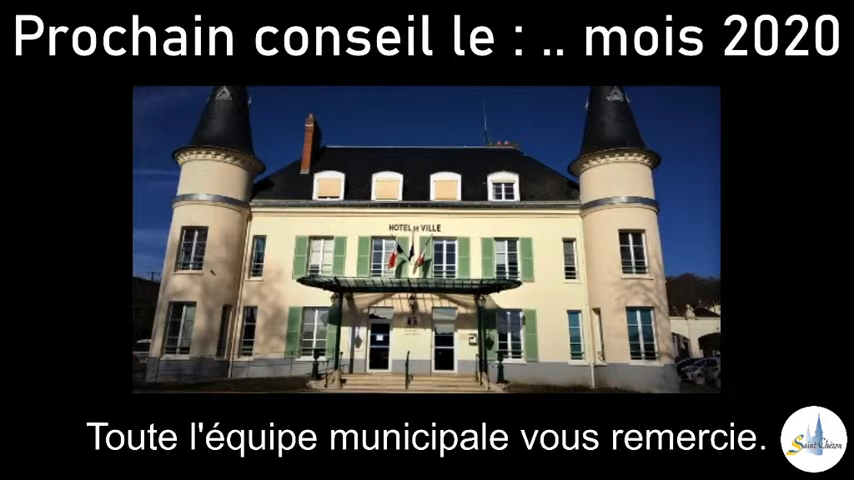 Prochain conseil le : .. mois 2020
HOTEL DE VILLE
Toute l'équipe municipale vous remercie.
Saint Chéron